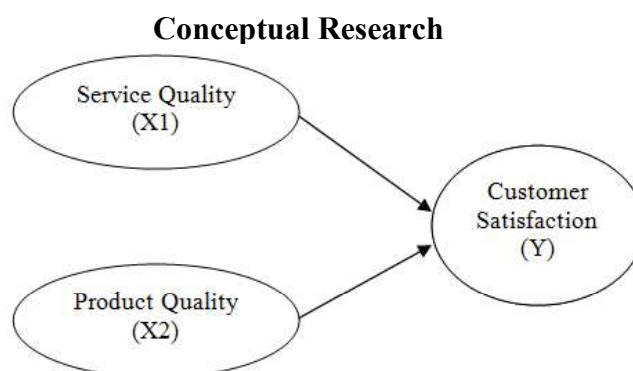 Conceptual Research
Service Quality
(X1)
Customer
Satisfaction
(Y)
Product Quality
(X2)